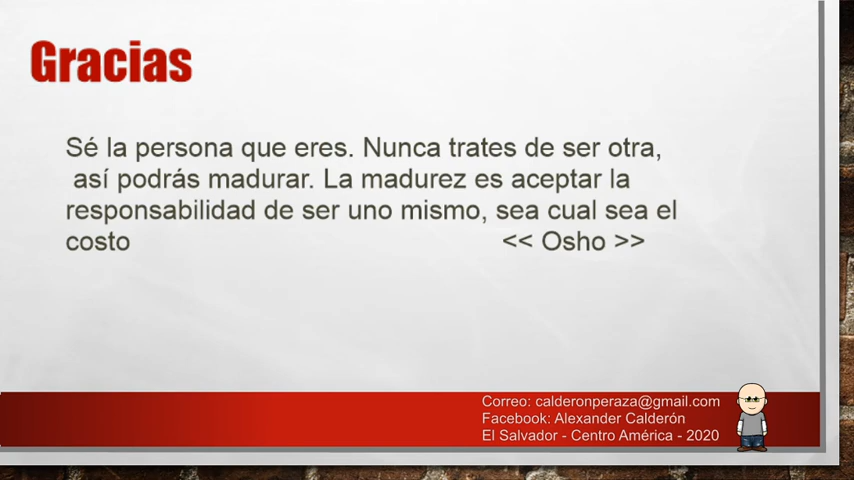 Gracias
Sé la persona que eres. Nunca trates de ser otra,
así podrás madurar. La madurez es aceptar la
responsabilidad de ser uno mismo, sea cual sea el
costo << Osho >>
Correo: calderonperaza@gmail.com
Facebook: Alexander Calderón
El Salvador - Centro América - 2020